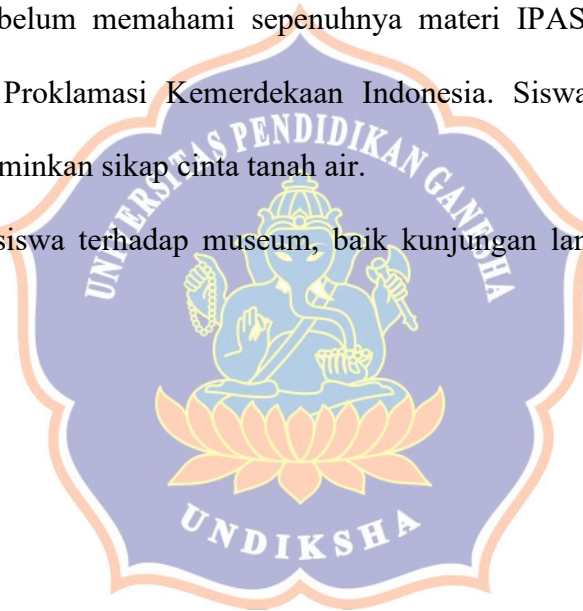 belum memahami sepenuhnya materi IPAS
Proklamasi Kemerdekaan Indonesia. Siswa
minkan sikap cinta tanah air.
siswa terhadap museum, baik kunjungan lan
UNIVERSITAS PENDIDIKAN GANESHA
UNDIKSHA